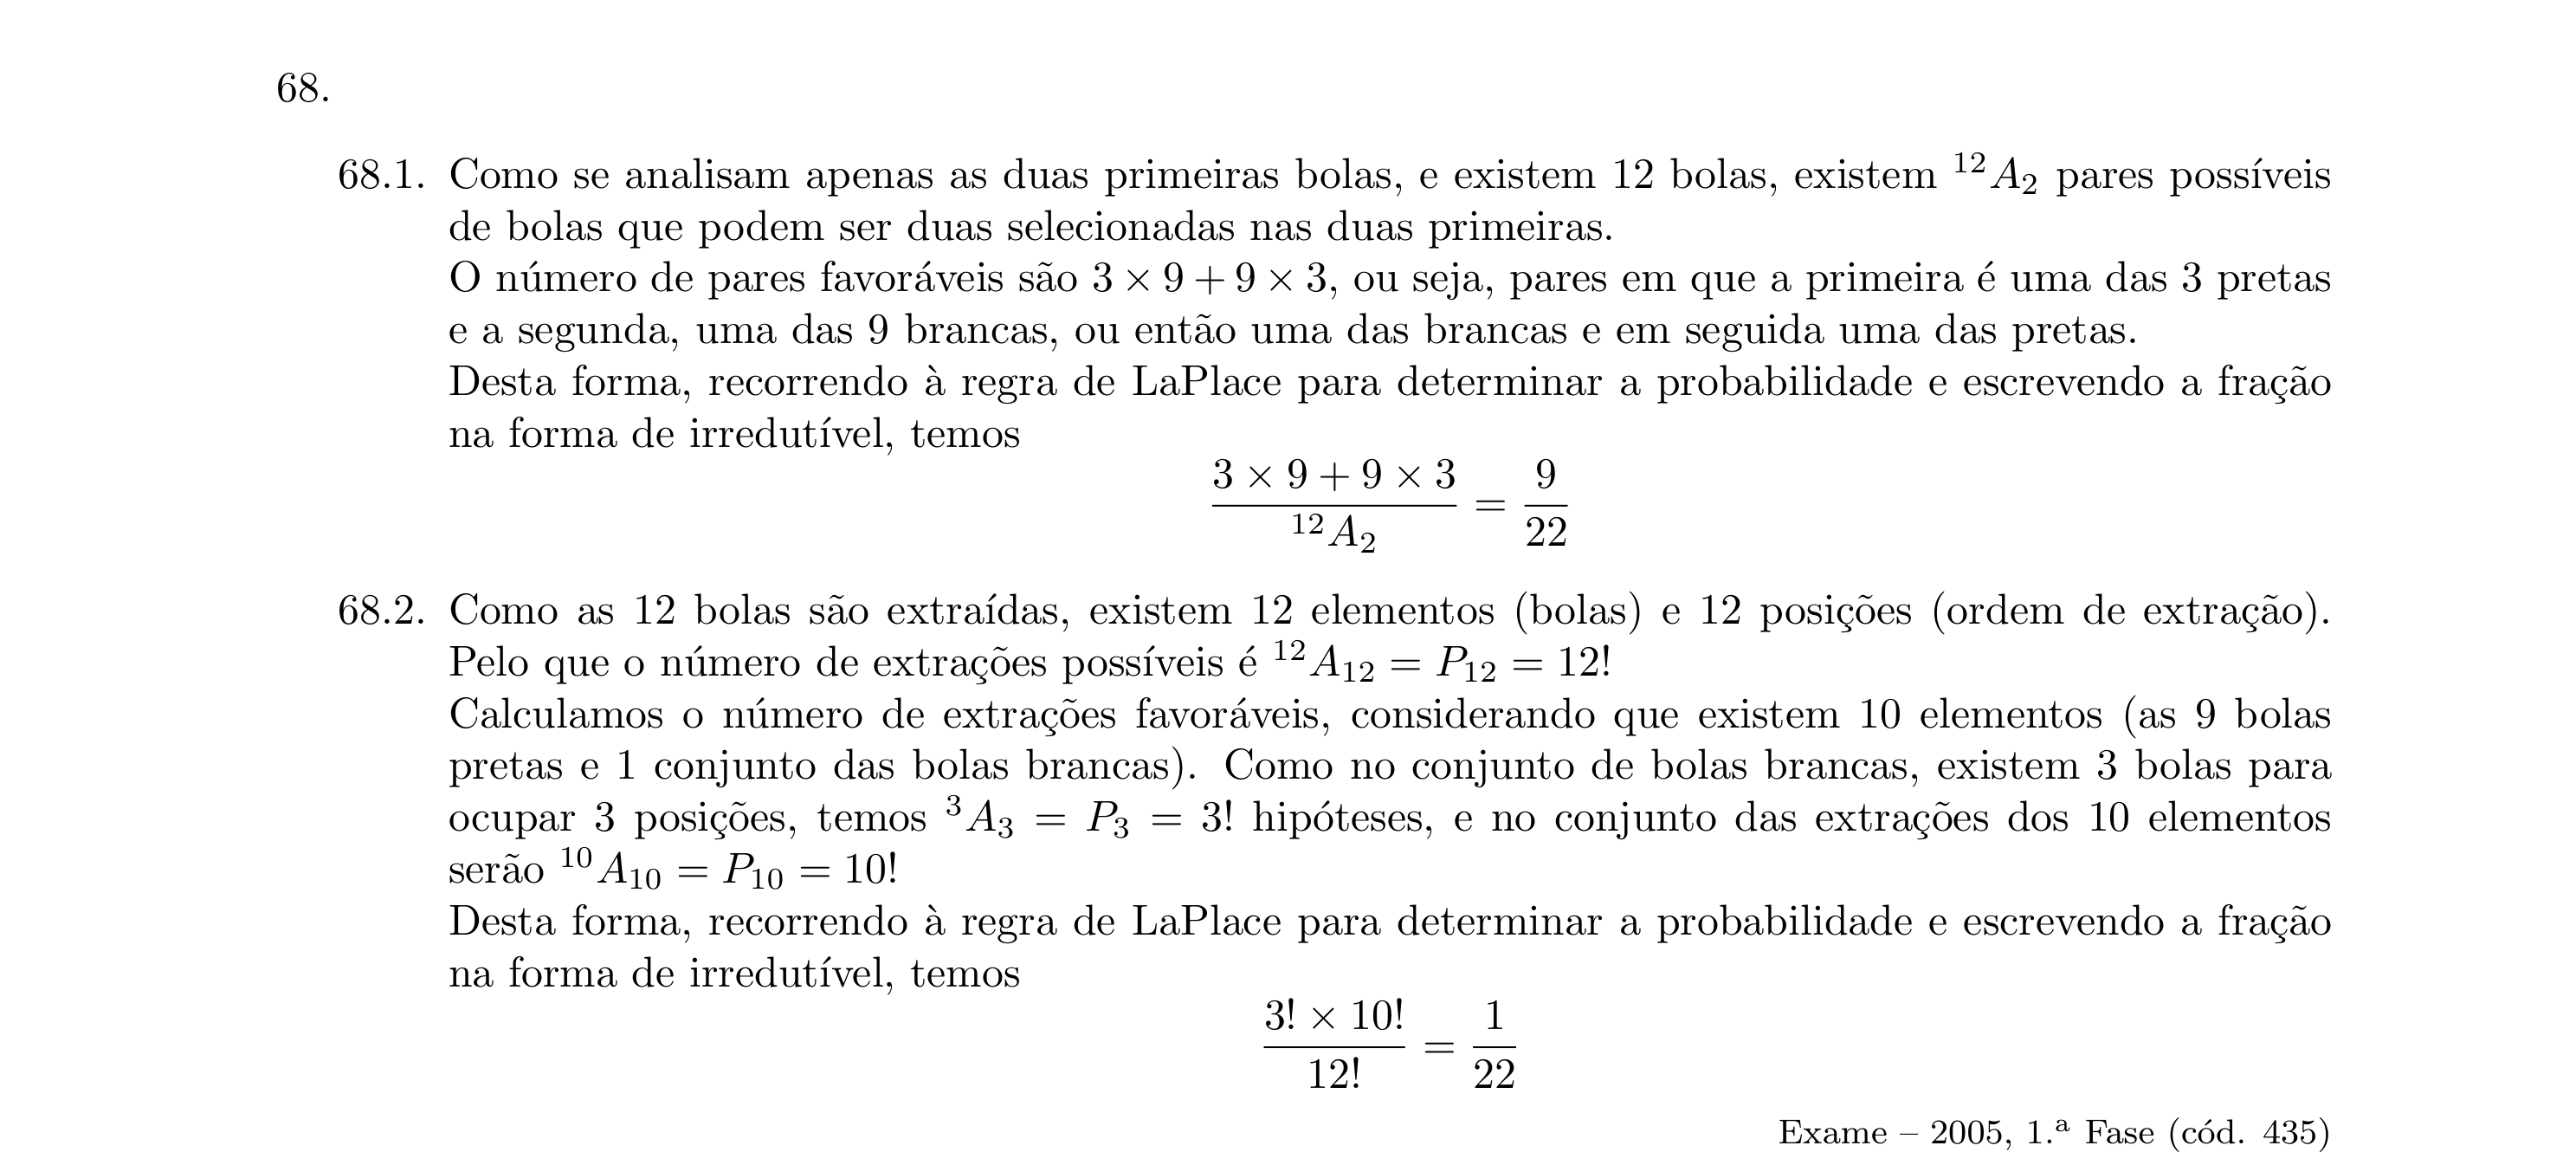 68.
68.1. Como se analisam apenas as duas primeiras bolas, e existem 12 bolas, existem $^{12}A_2$ pares possíveis
de bolas que podem ser duas selecionadas nas duas primeiras.
O número de pares favoráveis são $3 \times 9 + 9 \times 3$, ou seja, pares em que a primeira é uma das 3 pretas
e a segunda, uma das 9 brancas, ou então uma das brancas e em seguida uma das pretas.
Desta forma, recorrendo à regra de LaPlace para determinar a probabilidade e escrevendo a fração
na forma de irredutível, temos
$\frac{3 \times 9 + 9 \times 3}{^{12}A_2} = \frac{9}{22}$
68.2. Como as 12 bolas são extraídas, existem 12 elementos (bolas) e 12 posições (ordem de extração).
Pelo que o número de extrações possíveis é $^{12}A_{12} = P_{12} = 12!$
Calculamos o número de extrações favoráveis, considerando que existem 10 elementos (as 9 bolas
pretas e 1 conjunto das bolas brancas). Como no conjunto de bolas brancas, existem 3 bolas para
ocupar 3 posições, temos $^3A_3 = P_3 = 3!$ hipóteses, e no conjunto das extrações dos 10 elementos
serão $^{10}A_{10} = P_{10} = 10!$
Desta forma, recorrendo à regra de LaPlace para determinar a probabilidade e escrevendo a fração
na forma de irredutível, temos
$\frac{3! \times 10!}{12!} = \frac{1}{22}$
Exame – 2005, 1.ª Fase (cód. 435)